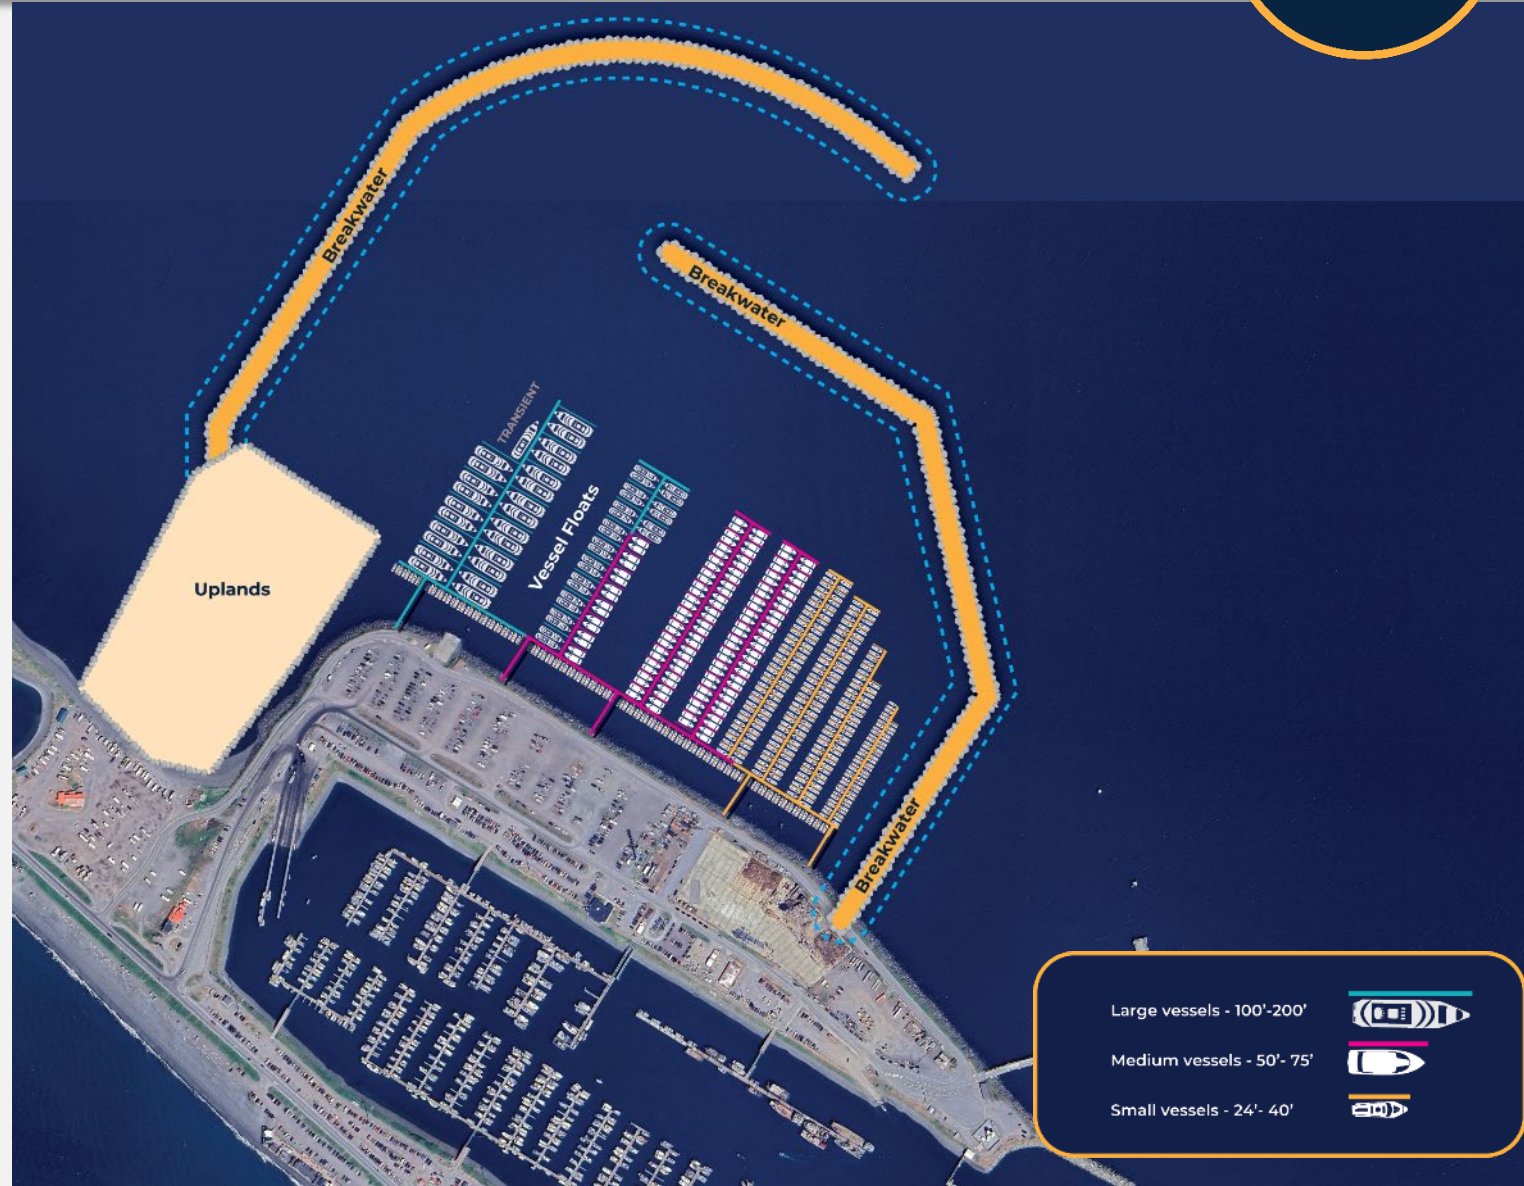 Breakwater
Breakwater
TRANSIENT
Vessel Floats
Uplands
Breakwater
Large vessels - 100'-200'
Medium vessels - 50'- 75'
Small vessels - 24'- 40'